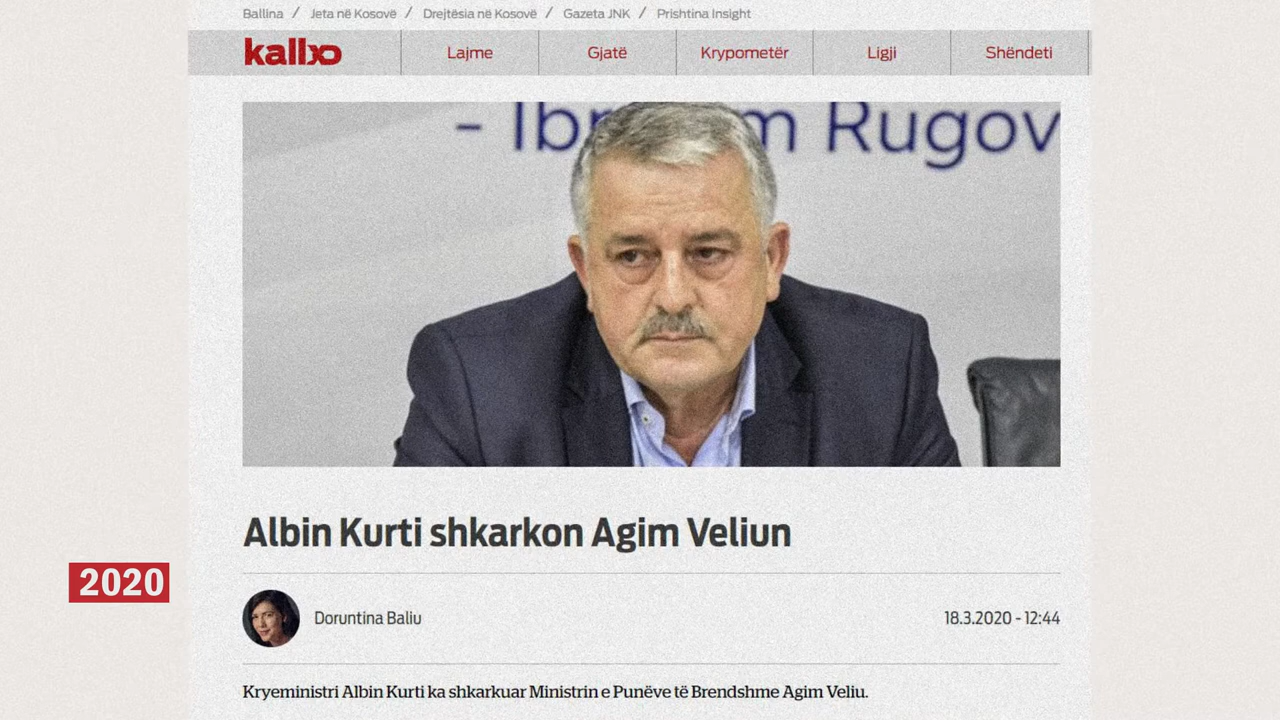 Ballina / Jeta në Kosovë / Drejtësia në Kosovë / Gazeta JNK / Prishtina Insight
kallxo Lajme Gjatë Krypometër Ligji Shëndeti
- Ib m Rugov
Albin Kurti shkarkon Agim Veliun
2020
Doruntina Baliu 18.3.2020 - 12:44
Kryeministri Albin Kurti ka shkarkuar Ministrin e Punëve të Brendshme Agim Veliu.